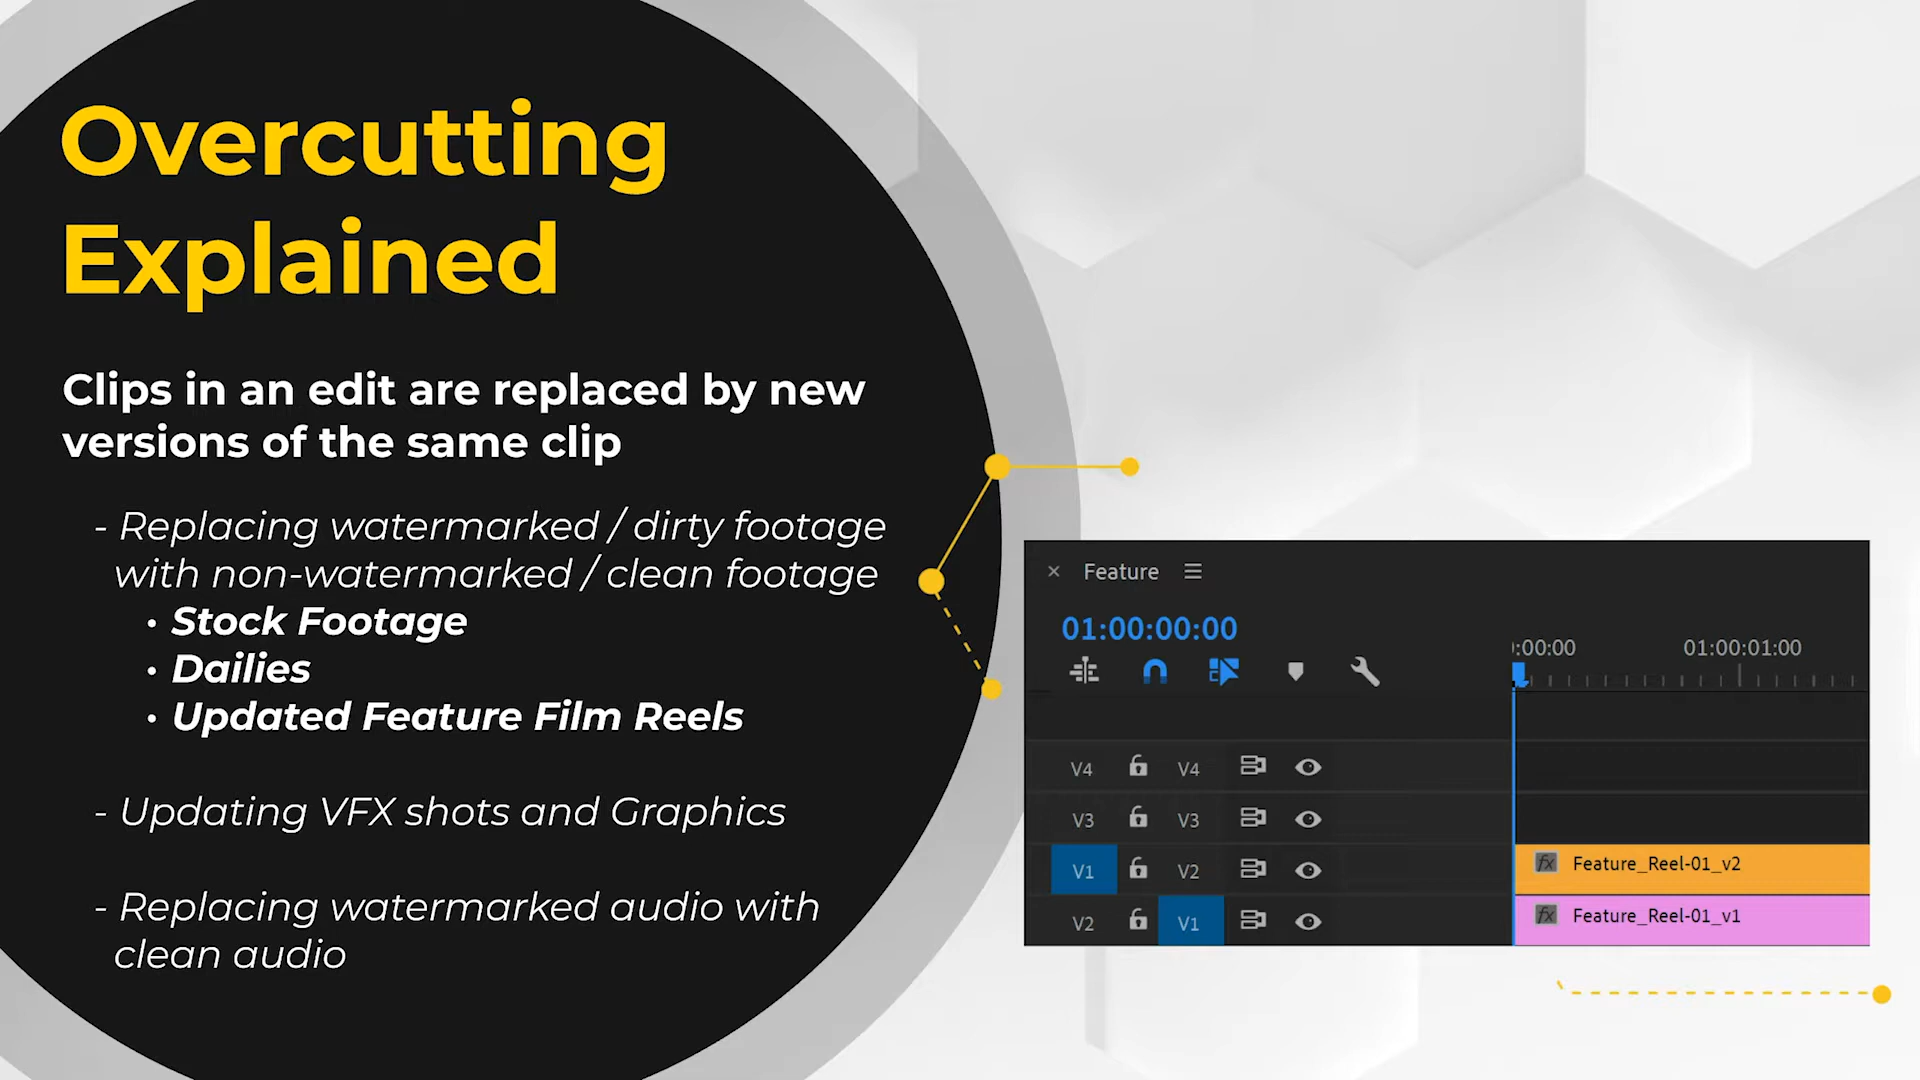 Overcutting
Explained
Clips in an edit are replaced by new
versions of the same clip
- Replacing watermarked / dirty footage
with non-watermarked / clean footage
• Stock Footage
• Dailies
• Updated Feature Film Reels
- Updating VFX shots and Graphics
- Replacing watermarked audio with
clean audio
× Feature
01:00:00:00
:00:00 01:00:01:00
V4 V4
V3 V3
V1 V2 fx Feature_Reel-01_v2
V2 V1 fx Feature_Reel-01_v1